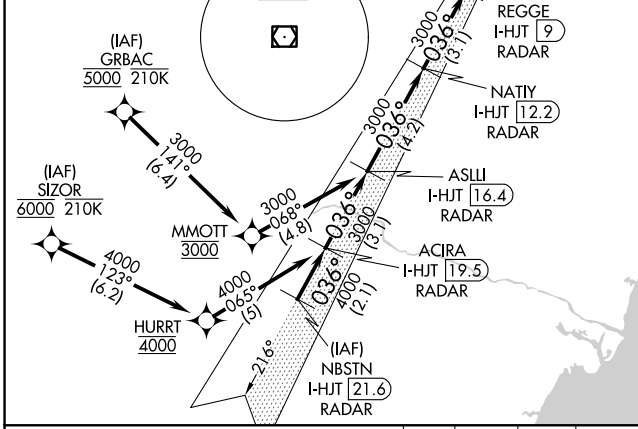 (IAF)
GRBAC
5000 210K
3000
141°
(6.4)
(IAF)
SIZOR
6000 210K
4000
123°
(6.2)
MMOTT
3000
3000
068°
(4.8)
HURRT
4000
4000
065°
(5)
3000
036°
(3.1)
REGGE
I-HJT 9
RADAR
3000
036°
(4.2)
NATIY
I-HJT 12.2
RADAR
036°
3000
(3.1)
ASLLI
I-HJT 16.4
RADAR
036°
4000
(2.1)
ACIRA
I-HJT 19.5
RADAR
216°
(IAF)
NBSTN
I-HJT 21.6
RADAR